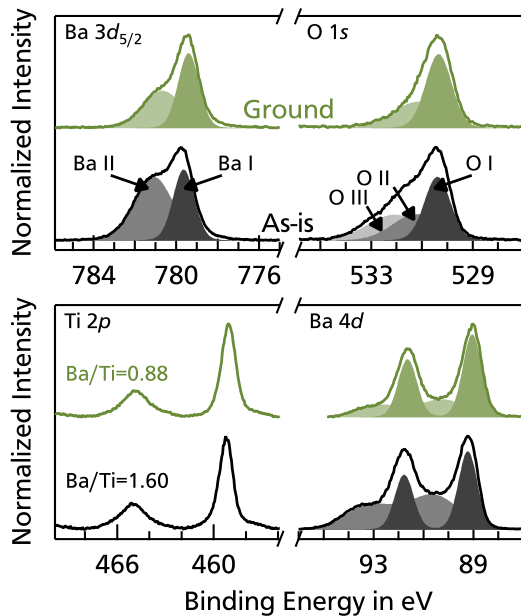 Ba 3d5/2
O 1s
Ground
Ba II
Ba I
O I
O II
O III
As-is
784
780
776
533
529
Normalized Intensity
Ti 2p
Ba 4d
Ba/Ti=0.88
Ba/Ti=1.60
466
460
93
89
Normalized Intensity
Binding Energy in eV